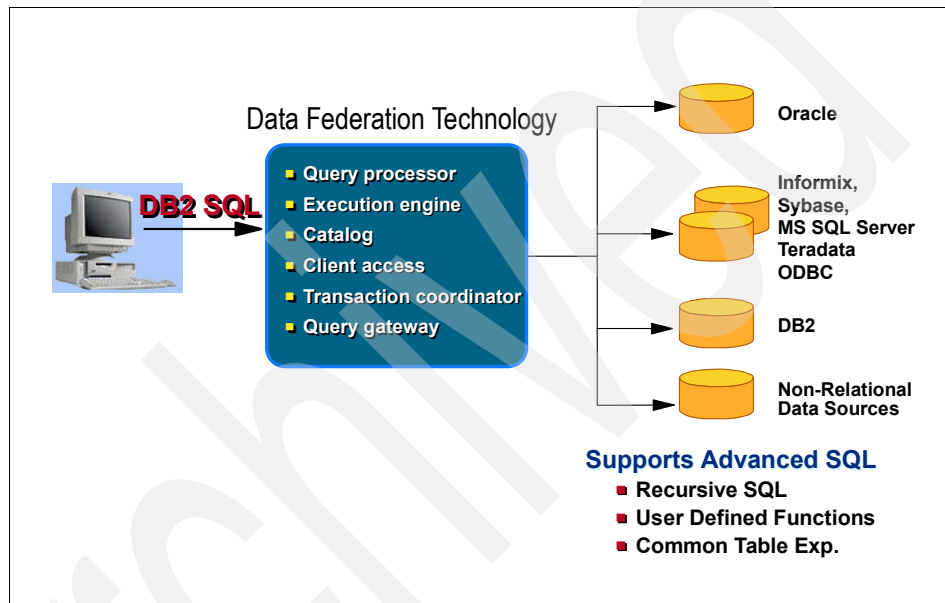 Data Federation Technology
DB2 SQL
Query processor
Execution engine
Catalog
Client access
Transaction coordinator
Query gateway
Oracle
Informix,
Sybase,
MS SQL Server
Teradata
ODBC
DB2
Non-Relational
Data Sources
Supports Advanced SQL
Recursive SQL
User Defined Functions
Common Table Exp.
rchived